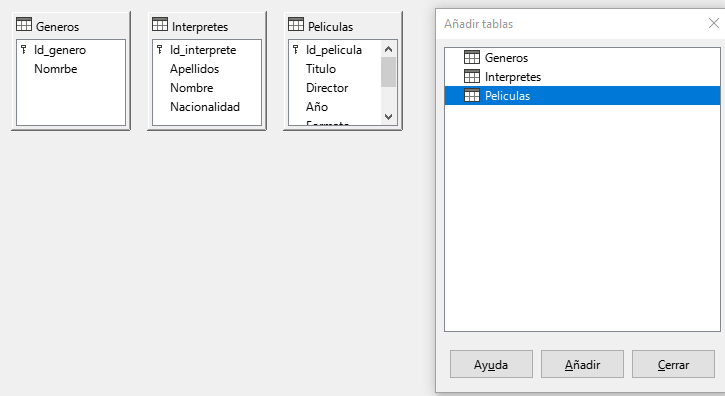 Generos
Id_genero
Nomrbe
Interpretes
Id_interprete
Apellidos
Nombre
Nacionalidad
Peliculas
Id_pelicula
Titulo
Director
Año
Formato
Añadir tablas
Generos
Interpretes
Peliculas
Ayuda
Añadir
Cerrar